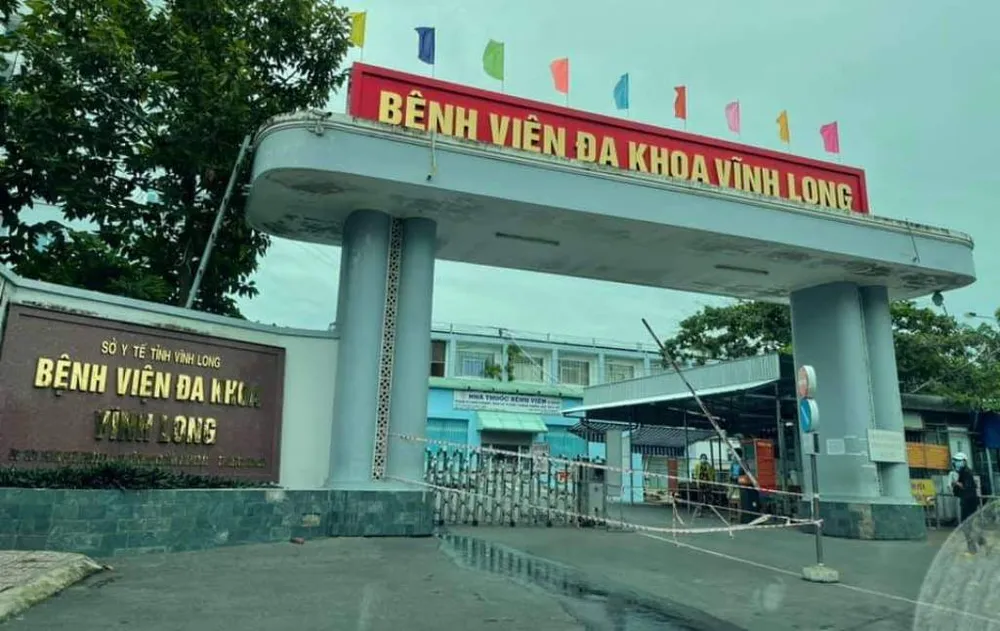 BỆNH VIỆN ĐA KHOA VĨNH LONG
SỞ Y TẾ TỈNH VĨNH LONG
BỆNH VIỆN ĐA KHOA
VĨNH LONG
NHÀ THUỐC BỆNH VIỆN